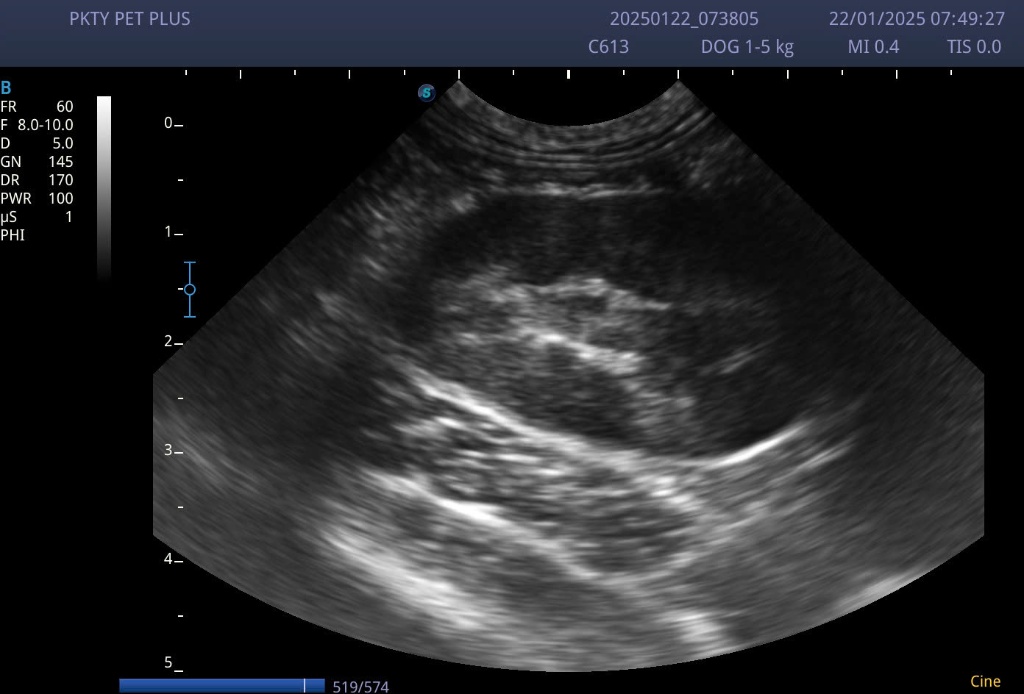 PKTY PET PLUS
20250122_073805
22/01/2025 07:49:27
C613
DOG 1-5 kg
MI 0.4
TIS 0.0
B
FR 60
F 8.0-10.0
D 5.0
GN 145
DR 170
PWR 100
µS 1
PHI
S
0
1
2
3
4
5
519/574
Cine